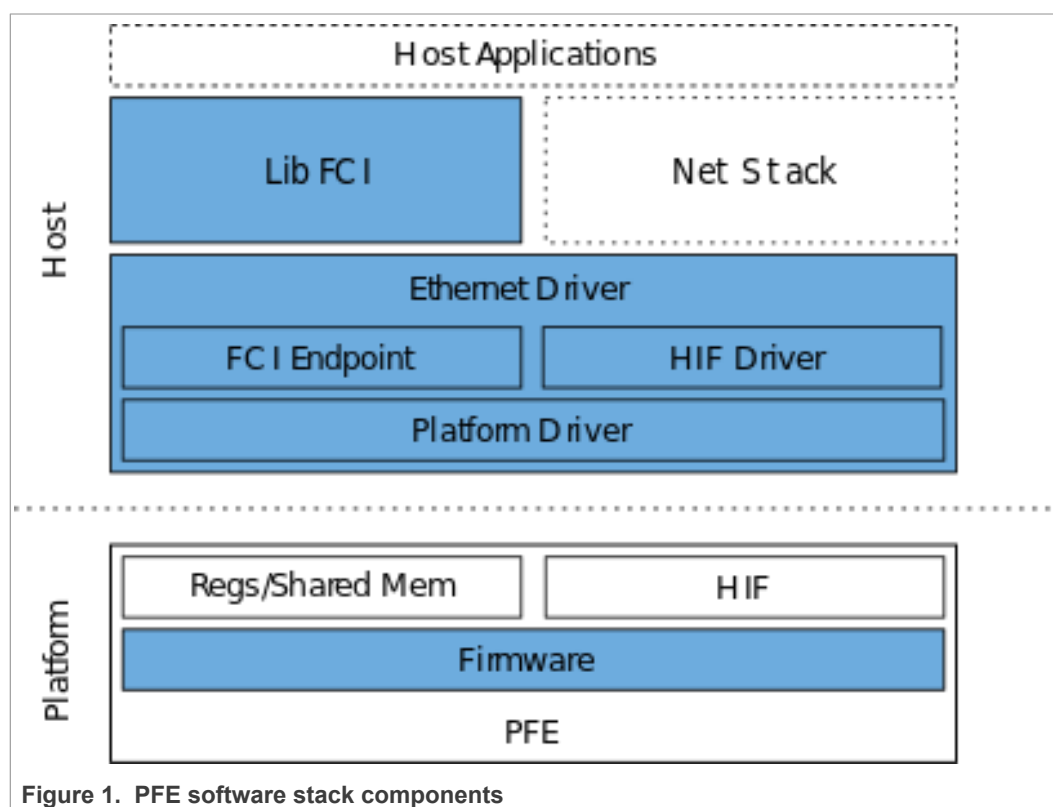 Host Applications
Lib FCI
Net Stack
Host
Ethernet Driver
FCI Endpoint
HIF Driver
Platform Driver
Regs/Shared Mem
HIF
Platform
Firmware
PFE
Figure 1. PFE software stack components